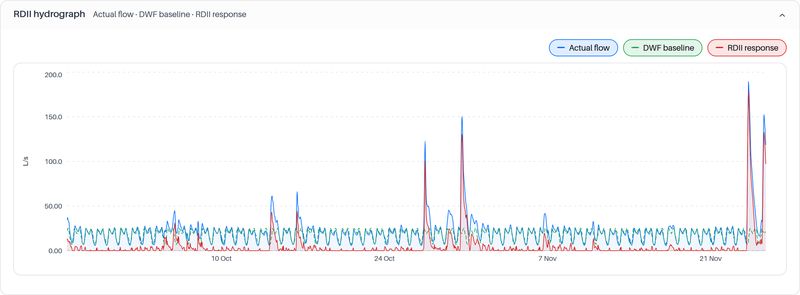 RDII hydrograph Actual flow · DWF baseline · RDII response
Actual flow DWF baseline RDII response
200.0
150.0
100.0
50.00
0.00
L/s
10 Oct 24 Oct 7 Nov 21 Nov